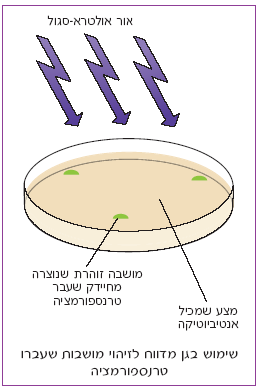 אור אולטרא-סגול
מושבה זוהרת שנוצרה
מחיידק שעבר
טרנספורמציה
מצע שמכיל
אנטיביוטיקה
שימוש בגן מדווח לזיהוי מושבות שעברו
טרנספורמציה